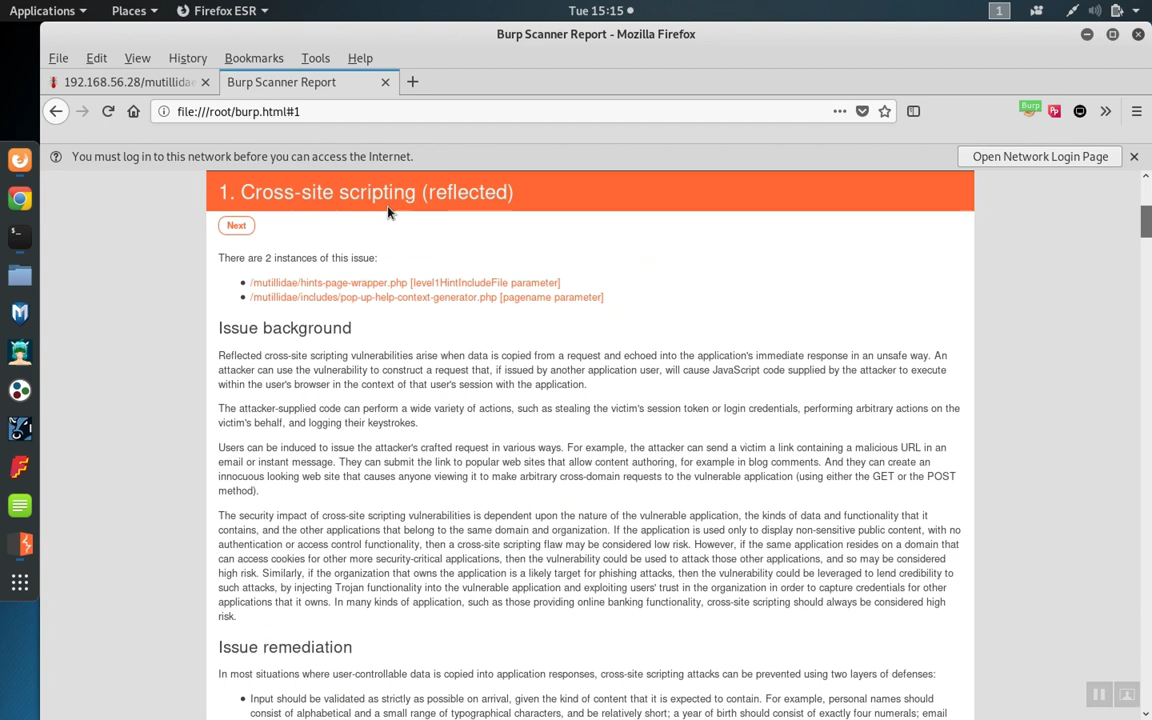 Applications Places Firefox ESR Tue 15:15 1
Burp Scanner Report - Mozilla Firefox
File Edit View History Bookmarks Tools Help
192.168.56.28/mutillidae Burp Scanner Report
file:///root/burp.html#1 Burp
You must log in to this network before you can access the Internet. Open Network Login Page
1. Cross-site scripting (reflected)
Next
There are 2 instances of this issue:
/mutillidae/hints-page-wrapper.php [level1HintIncludeFile parameter]
/mutillidae/includes/pop-up-help-context-generator.php [pagename parameter]
Issue background
Reflected cross-site scripting vulnerabilities arise when data is copied from a request and echoed into the application's immediate response in an unsafe way. An
attacker can use the vulnerability to construct a request that, if issued by another application user, will cause JavaScript code supplied by the attacker to execute
within the user's browser in the context of that user's session with the application.
The attacker-supplied code can perform a wide variety of actions, such as stealing the victim's session token or login credentials, performing arbitrary actions on the
victim's behalf, and logging their keystrokes.
Users can be induced to issue the attacker's crafted request in various ways. For example, the attacker can send a victim a link containing a malicious URL in an
email or instant message. They can submit the link to popular web sites that allow content authoring, for example in blog comments. And they can create an
innocuous looking web site that causes anyone viewing it to make arbitrary cross-domain requests to the vulnerable application (using either the GET or the POST
method).
The security impact of cross-site scripting vulnerabilities is dependent upon the nature of the vulnerable application, the kinds of data and functionality that it
contains, and the other applications that belong to the same domain and organization. If the application is used only to display non-sensitive public content, with no
authentication or access control functionality, then a cross-site scripting flaw may be considered low risk. However, if the same application resides on a domain that
can access cookies for other more security-critical applications, then the vulnerability could be used to attack those other applications, and so may be considered
high risk. Similarly, if the organization that owns the application is a likely target for phishing attacks, then the vulnerability could be leveraged to lend credibility to
such attacks, by injecting Trojan functionality into the vulnerable application and exploiting users' trust in the organization in order to capture credentials for other
applications that it owns. In many kinds of application, such as those providing online banking functionality, cross-site scripting should always be considered high
risk.
Issue remediation
In most situations where user-controllable data is copied into application responses, cross-site scripting attacks can be prevented using two layers of defenses:
Input should be validated as strictly as possible on arrival, given the kind of content that it is expected to contain. For example, personal names should
consist of alphabetical and a small range of typographical characters, and be relatively short; a year of birth should consist of exactly four numerals; email